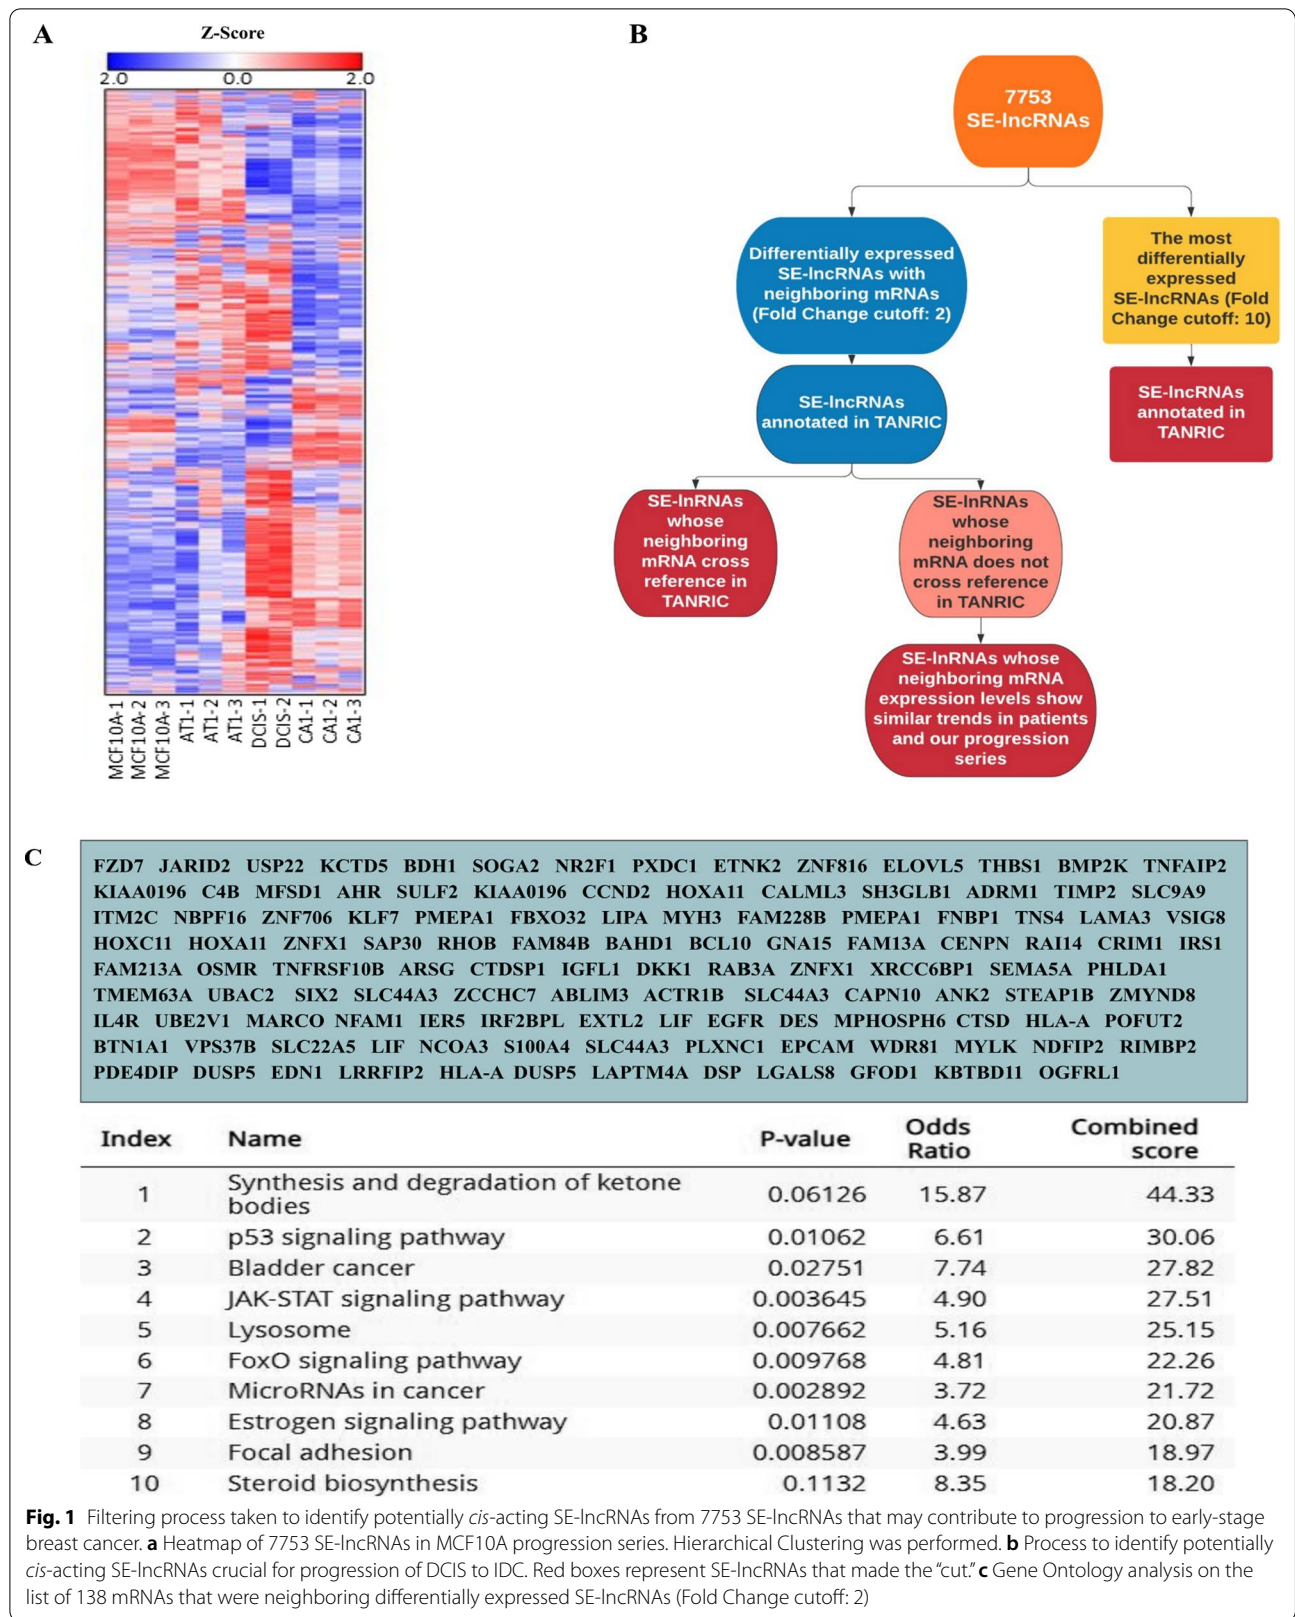 A
Z-Score
2.0 0.0 2.0
MCF10A-1
MCF10A-2
MCF10A-3
AT1-1
AT1-2
AT1-3
DCIS-1
DCIS-2
CA1-1
CA1-2
CA1-3
B
7753
SE-lncRNAs
Differentially expressed
SE-lncRNAs with
neighboring mRNAs
(Fold Change cutoff: 2)
The most
differentially
expressed
SE-lncRNAs (Fold
Change cutoff: 10)
SE-lncRNAs
annotated in TANRIC
SE-lncRNAs
annotated in
TANRIC
SE-lnRNAs
whose
neighboring
mRNA cross
reference in
TANRIC
SE-lnRNAs
whose
neighboring
mRNA does not
cross reference
in TANRIC
SE-lnRNAs whose
neighboring mRNA
expression levels show
similar trends in patients
and our progression
series
C
FZD7 JARID2 USP22 KCTD5 BDH1 SOGA2 NR2F1 PXDC1 ETNK2 ZNF816 ELOVL5 THBS1 BMP2K TNFAIP2
KIAA0196 C4B MFSD1 AHR SULF2 KIAA0196 CCND2 HOXA11 CALML3 SH3GLB1 ADRM1 TIMP2 SLC9A9
ITM2C NBPF16 ZNF706 KLF7 PMEPA1 FBXO32 LIPA MYH3 FAM228B PMEPA1 FNBP1 TNS4 LAMA3 VSIG8
HOXC11 HOXA11 ZNFX1 SAP30 RHOB FAM84B BAHD1 BCL10 GNA15 FAM13A CENPN RAI14 CRIM1 IRS1
FAM213A OSMR TNFRSF10B ARSG CTDSP1 IGFL1 DKK1 RAB3A ZNFX1 XRCC6BP1 SEMA5A PHLDA1
TMEM63A UBAC2 SIX2 SLC44A3 ZCCHC7 ABLIM3 ACTR1B SLC44A3 CAPN10 ANK2 STEAP1B ZMYND8
IL4R UBE2V1 MARCO NFAM1 IER5 IRF2BPL EXTL2 LIF EGFR DES MPHOSPH6 CTSD HLA-A POFUT2
BTN1A1 VPS37B SLC22A5 LIF NCOA3 S100A4 SLC44A3 PLXNC1 EPCAM WDR81 MYLK NDFIP2 RIMBP2
PDE4DIP DUSP5 EDN1 LRRFIP2 HLA-A DUSP5 LAPTM4A DSP LGALS8 GFOD1 KBTBD11 OGFRL1
Index Name P-value Odds Ratio Combined score
1 Synthesis and degradation of ketone bodies 0.06126 15.87 44.33
2 p53 signaling pathway 0.01062 6.61 30.06
3 Bladder cancer 0.02751 7.74 27.82
4 JAK-STAT signaling pathway 0.003645 4.90 27.51
5 Lysosome 0.007662 5.16 25.15
6 FoxO signaling pathway 0.009768 4.81 22.26
7 MicroRNAs in cancer 0.002892 3.72 21.72
8 Estrogen signaling pathway 0.01108 4.63 20.87
9 Focal adhesion 0.008587 3.99 18.97
10 Steroid biosynthesis 0.1132 8.35 18.20
Fig. 1 Filtering process taken to identify potentially cis-acting SE-lncRNAs from 7753 SE-lncRNAs that may contribute to progression to early-stage
breast cancer. a Heatmap of 7753 SE-lncRNAs in MCF10A progression series. Hierarchical Clustering was performed. b Process to identify potentially
cis-acting SE-lncRNAs crucial for progression of DCIS to IDC. Red boxes represent SE-lncRNAs that made the “cut.” c Gene Ontology analysis on the
list of 138 mRNAs that were neighboring differentially expressed SE-lncRNAs (Fold Change cutoff: 2)